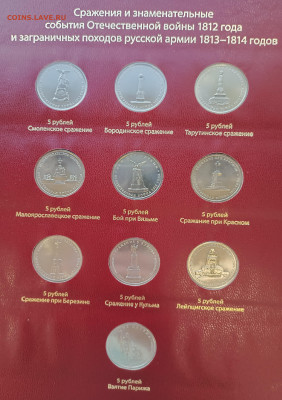 COINS.LAVE.RU
Сражения и знаменательные
события Отечественной войны 1812 года
и заграничных походов русской армии 1813–1814 годов
5 рублей
Смоленское сражение
5 рублей
Бородинское сражение
5 рублей
Тарутинское сражение
5 рублей
Малоярославецкое сражение
5 рублей
Бой при Вязьме
5 рублей
Сражение при Красном
5 рублей
Сражение при Березине
5 рублей
Сражение у Кульма
5 рублей
Лейпцигское сражение
5 рублей
Взятие Парижа